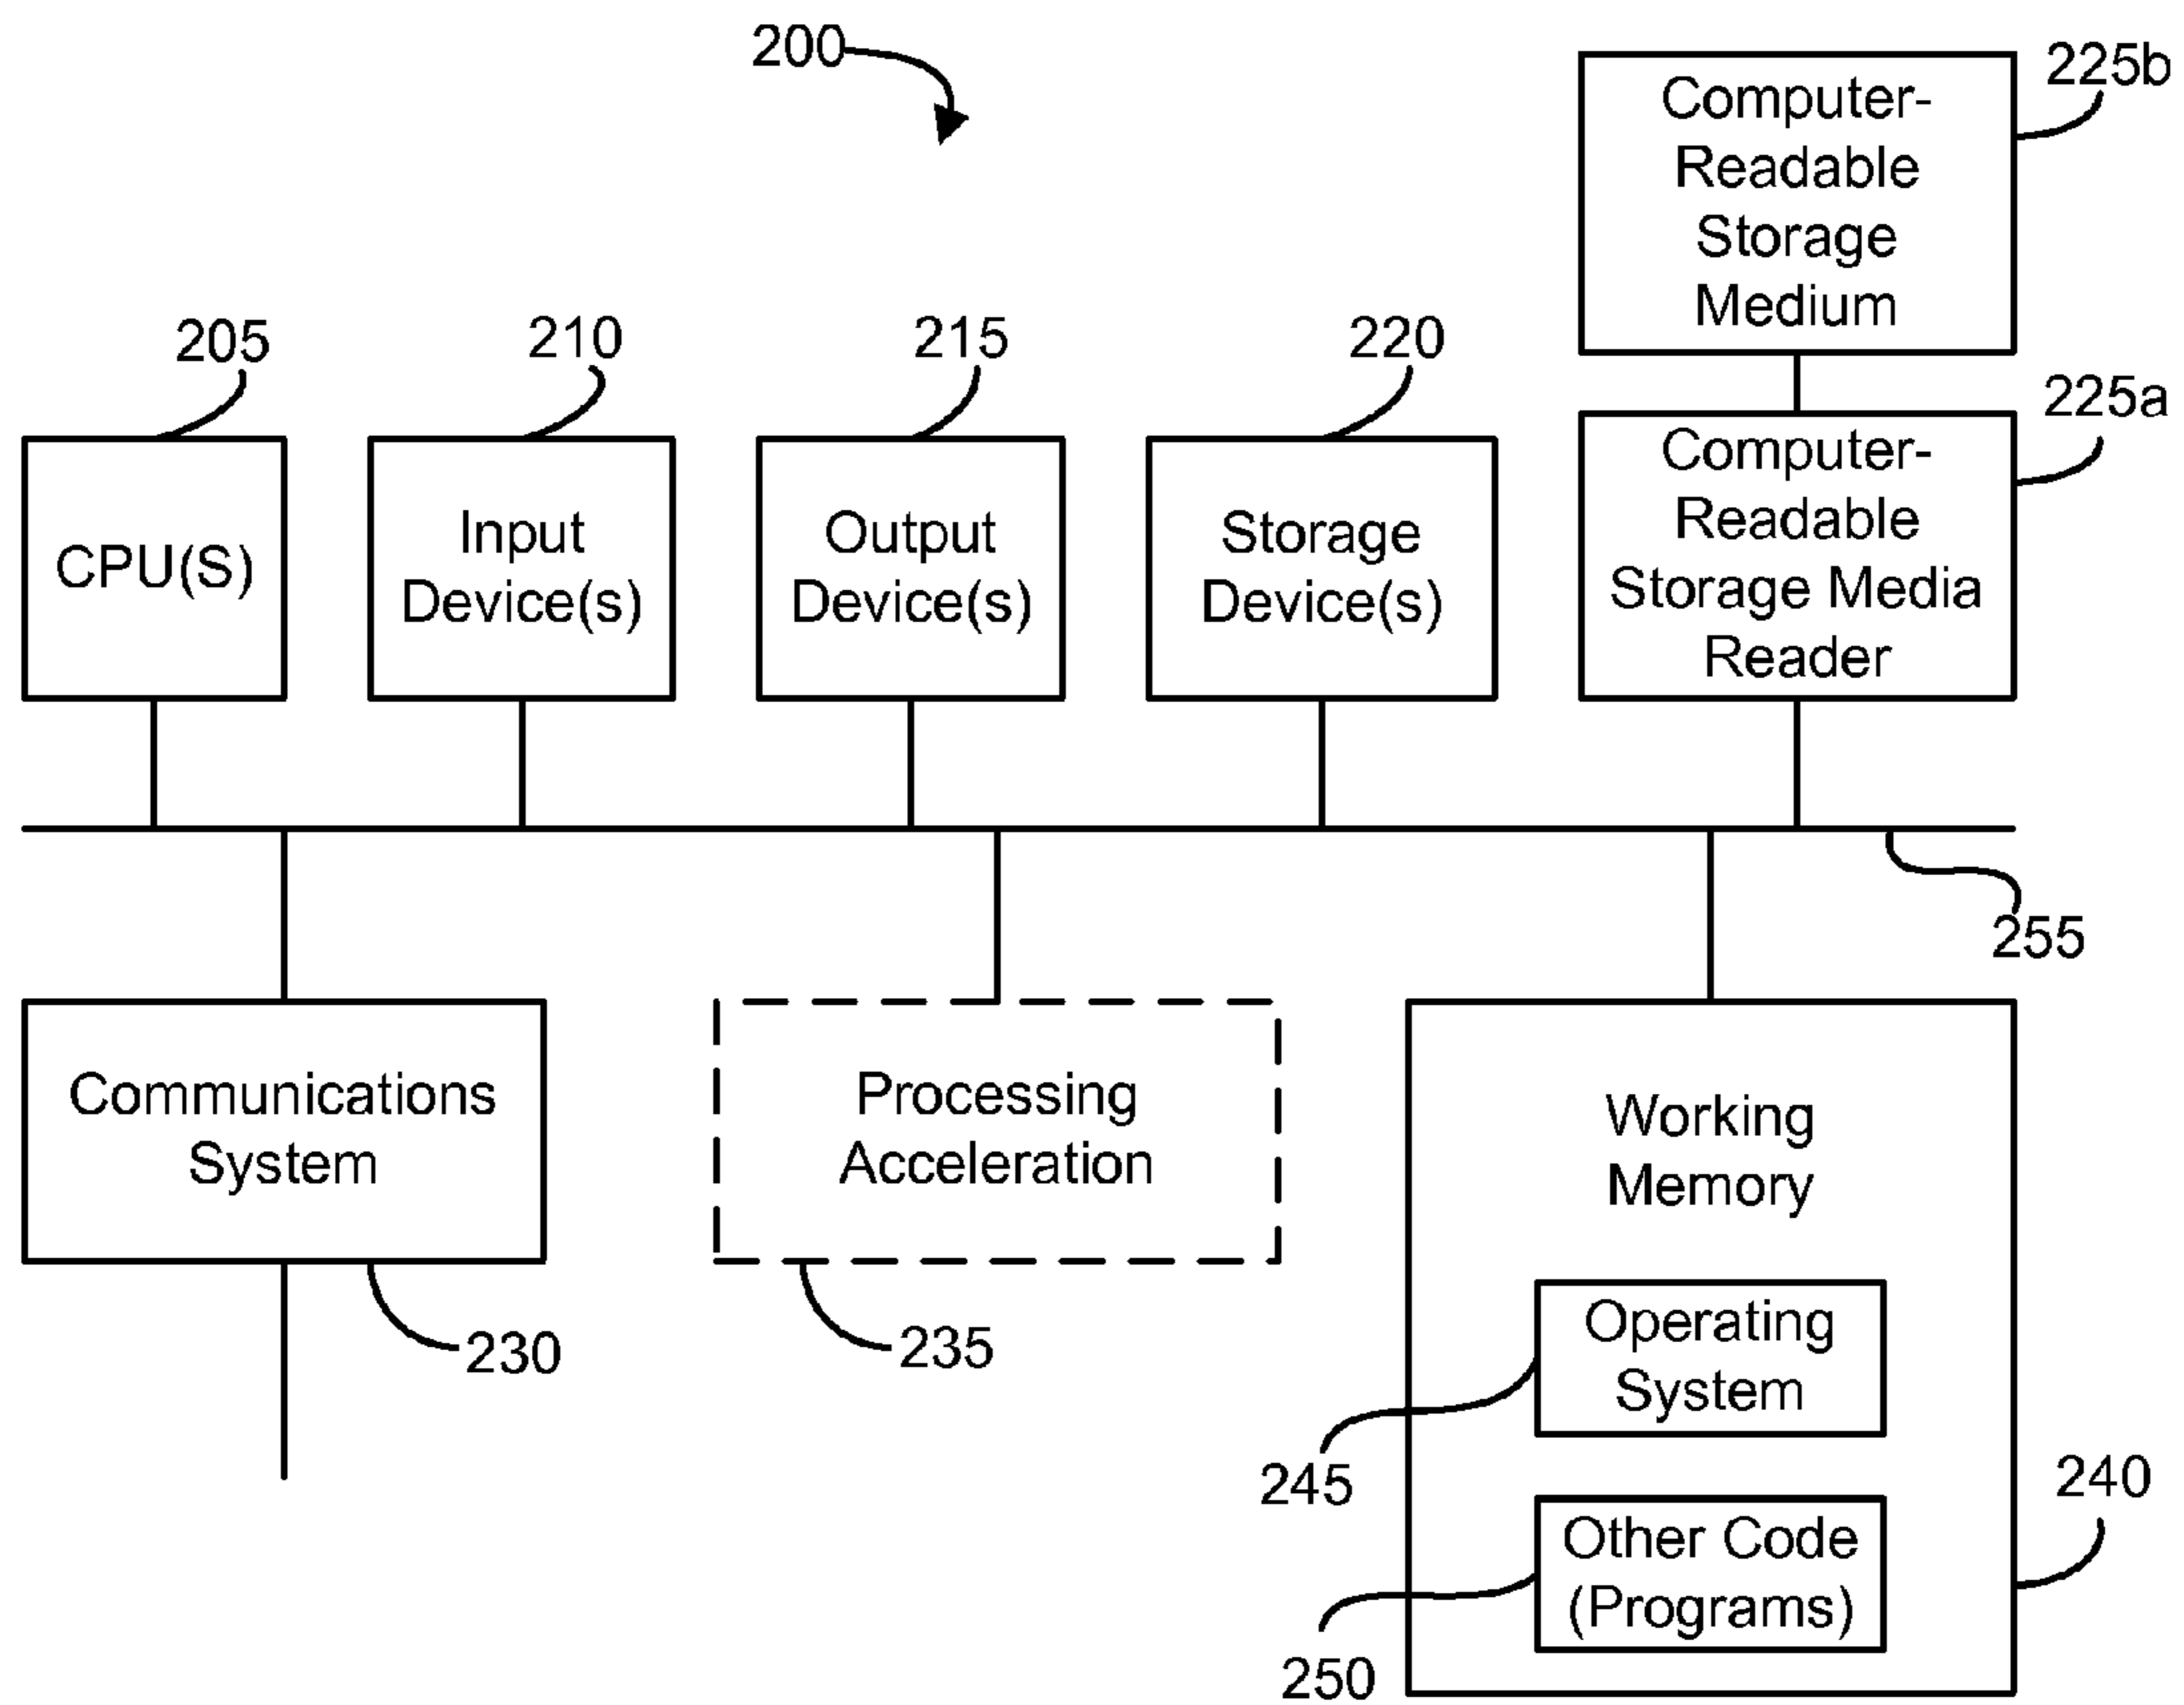 200
225b
Computer-
Readable
Storage
Medium
205
210
215
220
225a
CPU(S)
Input
Device(s)
Output
Device(s)
Storage
Device(s)
Computer-
Readable
Storage Media
Reader
255
Communications
System
230
Processing
Acceleration
235
Working
Memory
Operating
System
245
240
Other Code
(Programs)
250